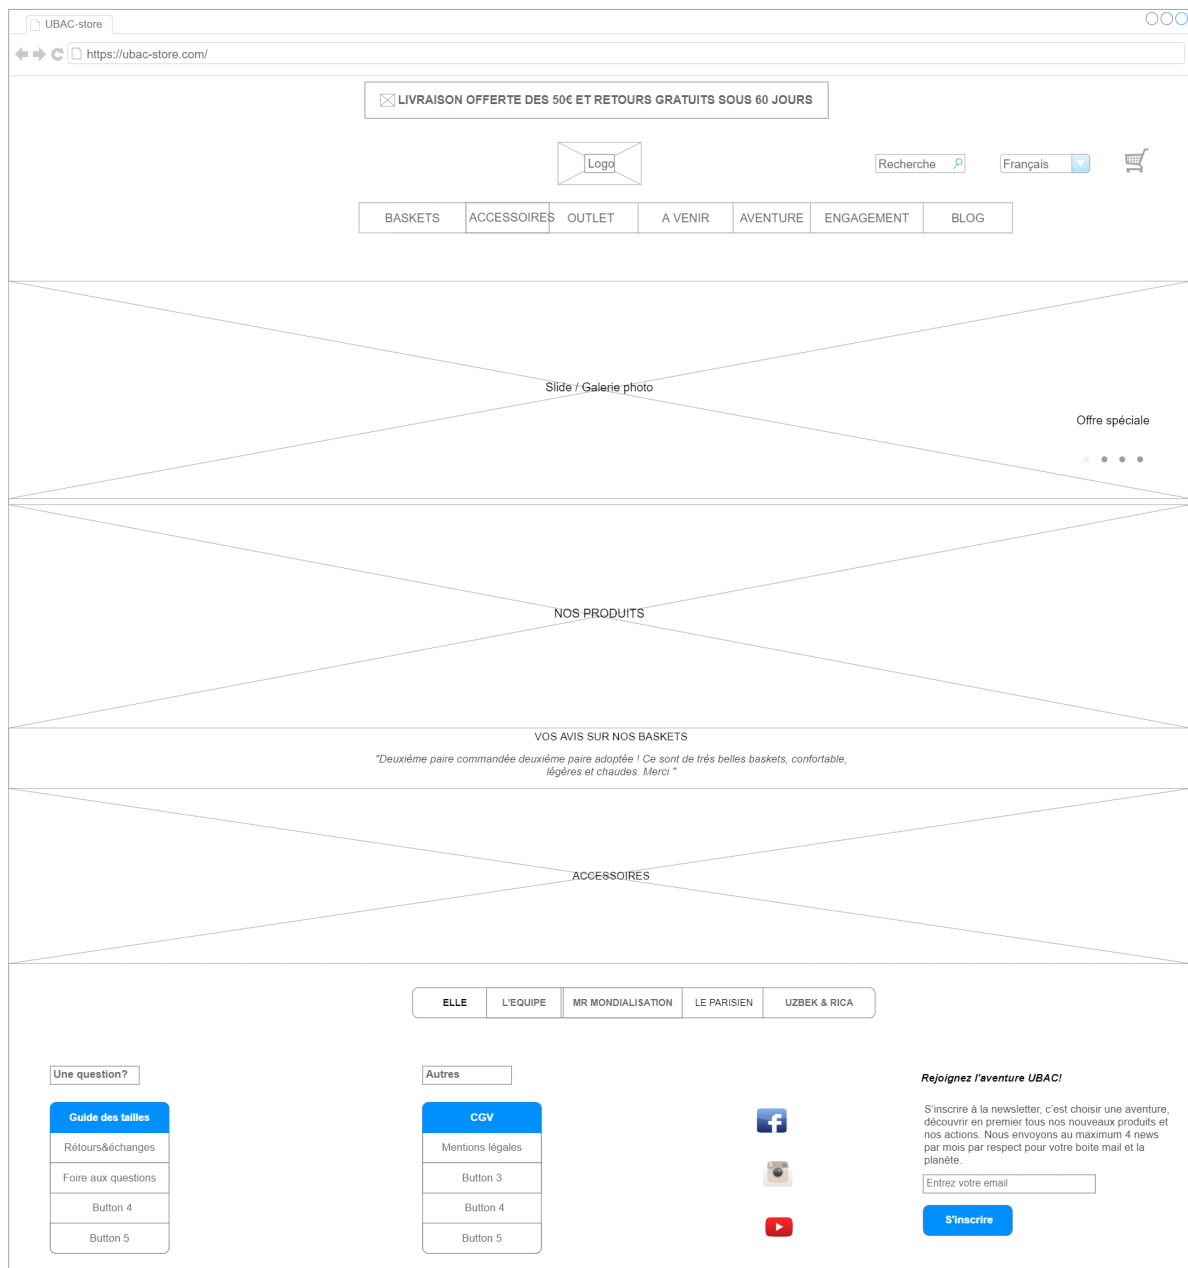 UBAC-store
https://ubac-store.com/
LIVRAISON OFFERTE DES 50€ ET RETOURS GRATUITS SOUS 60 JOURS
Logo
Recherche
Français
BASKETS ACCESSOIRES OUTLET A VENIR AVENTURE ENGAGEMENT BLOG
Slide / Galerie photo
Offre spéciale
NOS PRODUITS
VOS AVIS SUR NOS BASKETS
"Deuxième paire commandée deuxième paire adoptée ! Ce sont de très belles baskets, confortable,
légères et chaudes. Merci "
ACCESSOIRES
ELLE L'EQUIPE MR MONDIALISATION LE PARISIEN UZBEK & RICA
Une question?
Guide des tailles
Rétours&échanges
Foire aux questions
Button 4
Button 5
Autres
CGV
Mentions légales
Button 3
Button 4
Button 5
Rejoignez l'aventure UBAC!
S'inscrire à la newsletter, c'est choisir une aventure,
découvrir en premier tous nos nouveaux produits et
nos actions. Nous envoyons au maximum 4 news
par mois par respect pour votre boite mail et la
planète.
Entrez votre email
S'inscrire